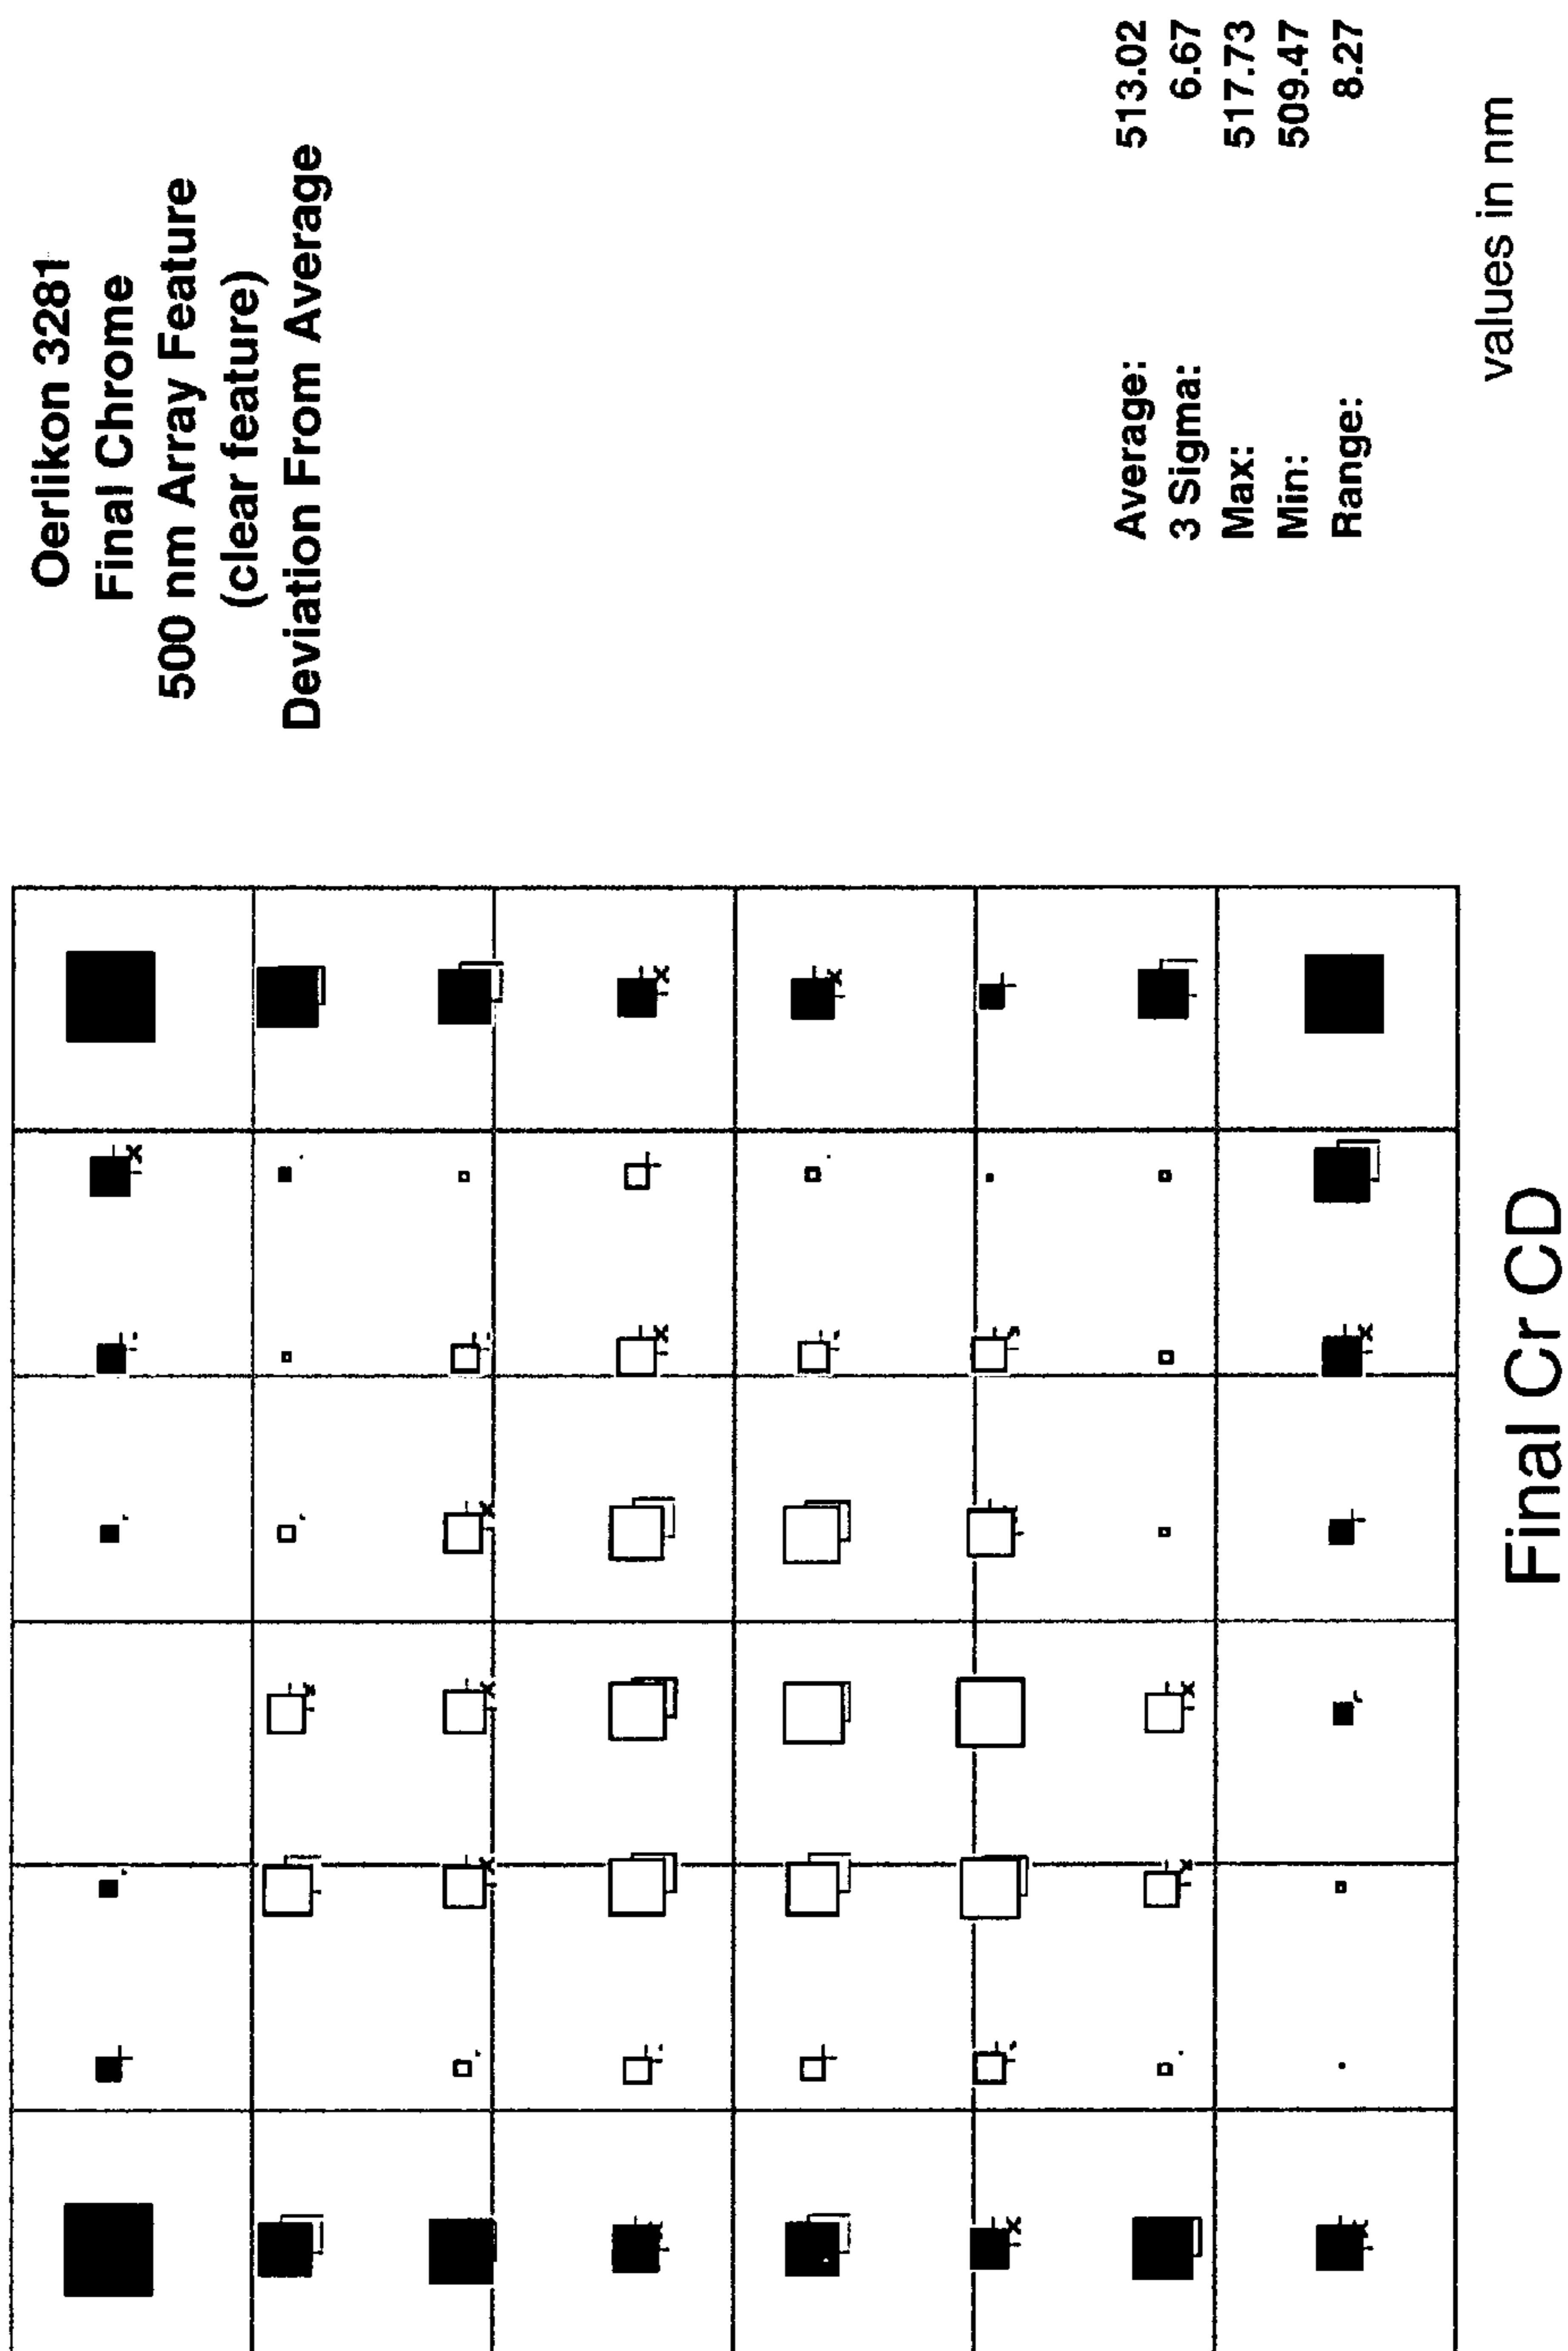 Oerlikon 3281
Final Chrome
500 nm Array Feature
(clear feature)
Deviation From Average
Average: 513.02
3 Sigma: 6.67
Max: 517.73
Min: 509.47
Range: 8.27
values in nm
Final Cr CD